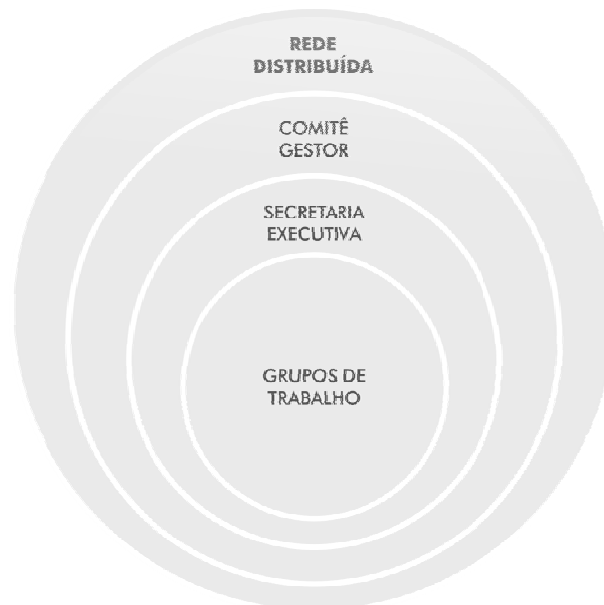 REDE
DISTRIBUÍDA
COMITÊ
GESTOR
SECRETARIA
EXECUTIVA
GRUPOS DE
TRABALHO